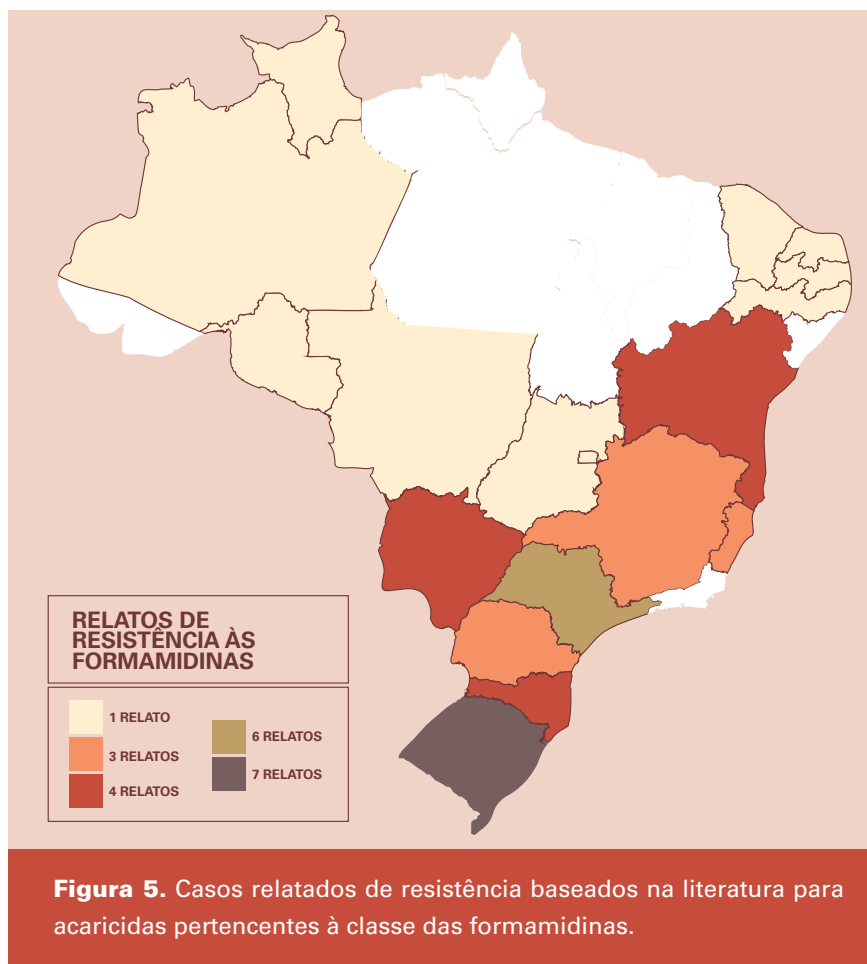 RELATOS DE
RESISTÊNCIA ÀS
FORMAMIDINAS
1 RELATO
3 RELATOS
4 RELATOS
6 RELATOS
7 RELATOS
Figura 5. Casos relatados de resistência baseados na literatura para
acaricidas pertencentes à classe das formamidinas.